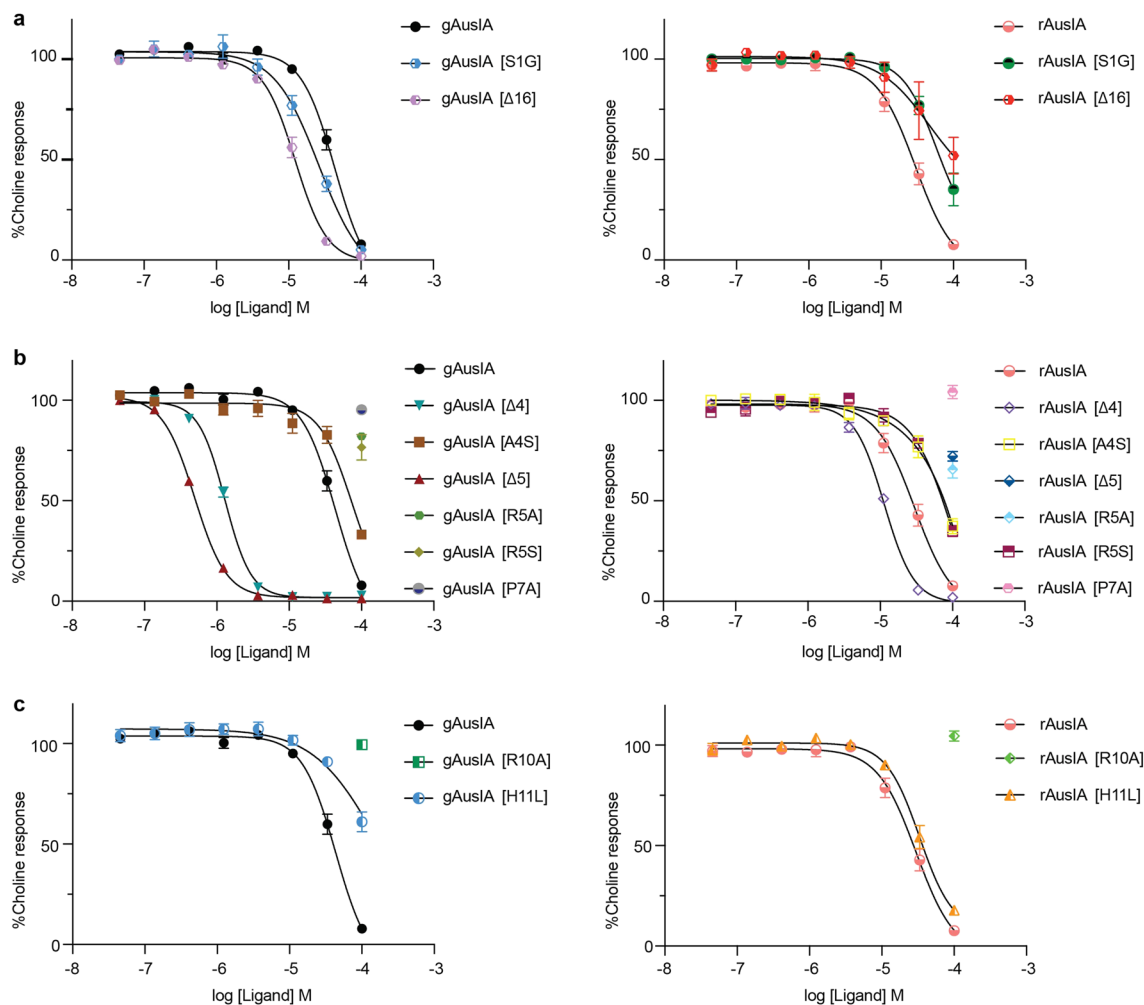 a
%Choline response
100
50
0
-8
-7
-6
-5
-4
-3
log [Ligand] M
gAusIA
gAusIA [S1G]
gAusIA [Δ16]
%Choline response
100
50
0
-8
-7
-6
-5
-4
-3
log [Ligand] M
rAusIA
rAusIA [S1G]
rAusIA [Δ16]
b
%Choline response
100
50
0
-8
-7
-6
-5
-4
-3
log [Ligand] M
gAusIA
gAusIA [Δ4]
gAusIA [A4S]
gAusIA [Δ5]
gAusIA [R5A]
gAusIA [R5S]
gAusIA [P7A]
%Choline response
100
50
0
-8
-7
-6
-5
-4
-3
log [Ligand] M
rAusIA
rAusIA [Δ4]
rAusIA [A4S]
rAusIA [Δ5]
rAusIA [R5A]
rAusIA [R5S]
rAusIA [P7A]
c
%Choline response
100
50
0
-8
-7
-6
-5
-4
-3
log [Ligand] M
gAusIA
gAusIA [R10A]
gAusIA [H11L]
%Choline response
100
50
0
-8
-7
-6
-5
-4
-3
log [Ligand] M
rAusIA
rAusIA [R10A]
rAusIA [H11L]